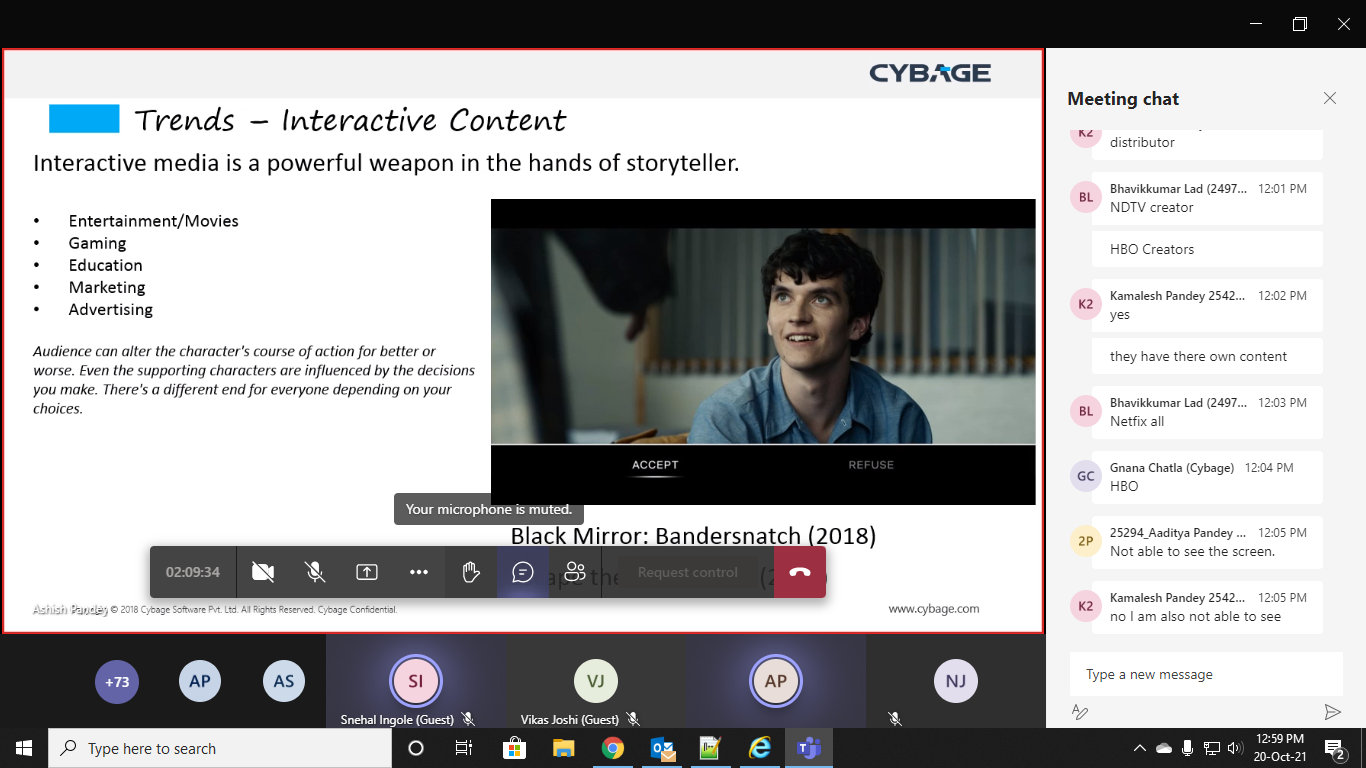 CYBAGE
Trends – Interactive Content
Interactive media is a powerful weapon in the hands of storyteller.
• Entertainment/Movies
• Gaming
• Education
• Marketing
• Advertising
Audience can alter the character's course of action for better or
worse. Even the supporting characters are influenced by the decisions
you make. There's a different end for everyone depending on your
choices.
ACCEPT REFUSE
Your microphone is muted.
Black Mirror: Bandersnatch (2018)
02:09:34
Request control
Ashish Pandey © 2018 Cybage Software Pvt. Ltd. All Rights Reserved. Cybage Confidential.
www.cybage.com
+73 AP AS SI VJ AP NJ
Snehal Ingole (Guest) Vikas Joshi (Guest)
Meeting chat
K2
distributor
BL Bhavikkumar Lad (2497... 12:01 PM
NDTV creator
HBO Creators
K2 Kamalesh Pandey 2542... 12:02 PM
yes
they have there own content
BL Bhavikkumar Lad (2497... 12:03 PM
Netfix all
GC Gnana Chatla (Cybage) 12:04 PM
HBO
2P 25294_Aaditya Pandey ... 12:05 PM
Not able to see the screen.
K2 Kamalesh Pandey 2542... 12:05 PM
no I am also not able to see
Type a new message
Type here to search
12:59 PM
20-Oct-21
2